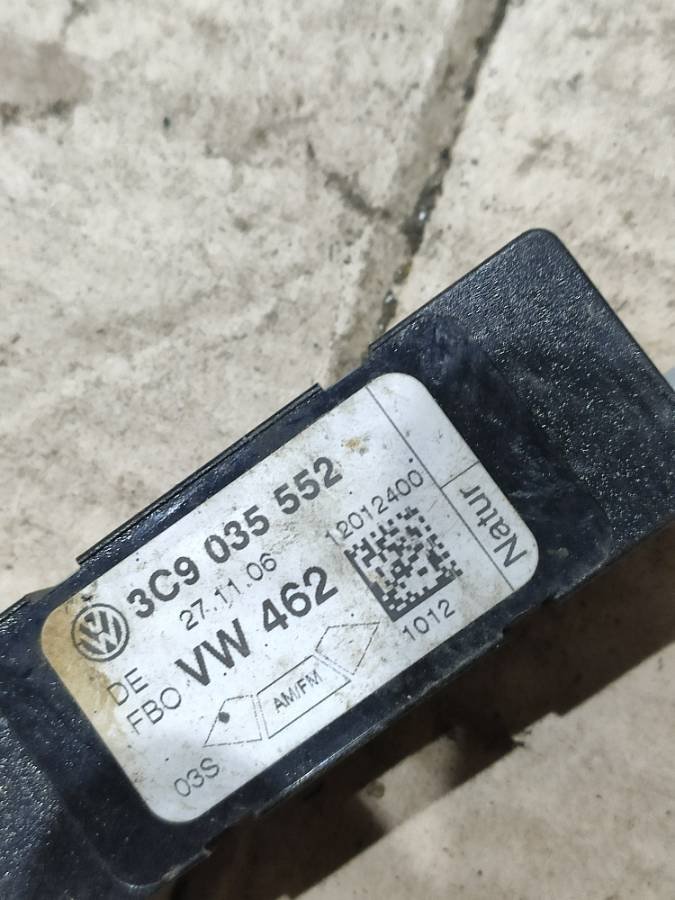 3C9 035 552
27.11.06
12012400
DE
FBO
VW 462
1012
AM/FM
03S
Natur